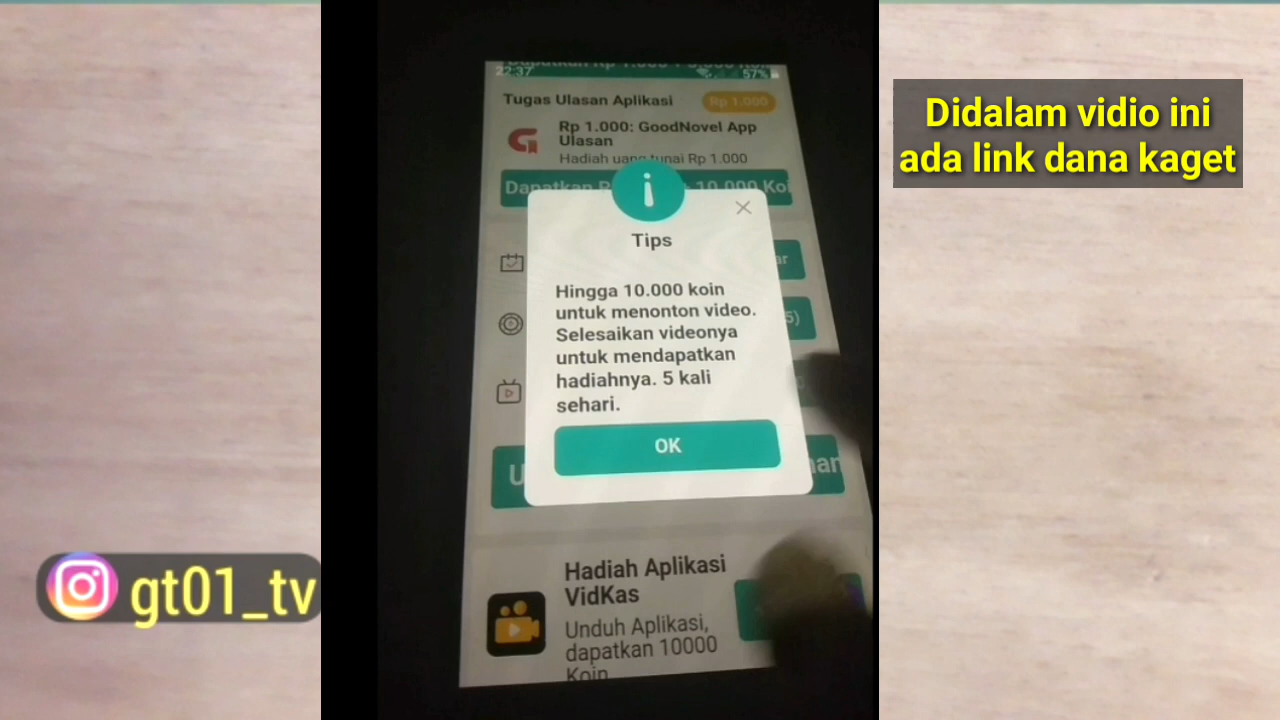 22:37
57%
Tugas Ulasan Aplikasi
Rp 1.000
Rp 1.000: GoodNovel App
Ulasan
Hadiah uang tunai Rp 1.000
10.000 Koi
Tips
Hingga 10.000 koin
untuk menonton video.
Selesaikan videonya
untuk mendapatkan
hadiahnya. 5 kali
sehari.
OK
Hadiah Aplikasi
VidKas
Unduh Aplikasi,
dapatkan 10000
Koin
Didalam vidio ini
ada link dana kaget
gt01_tv